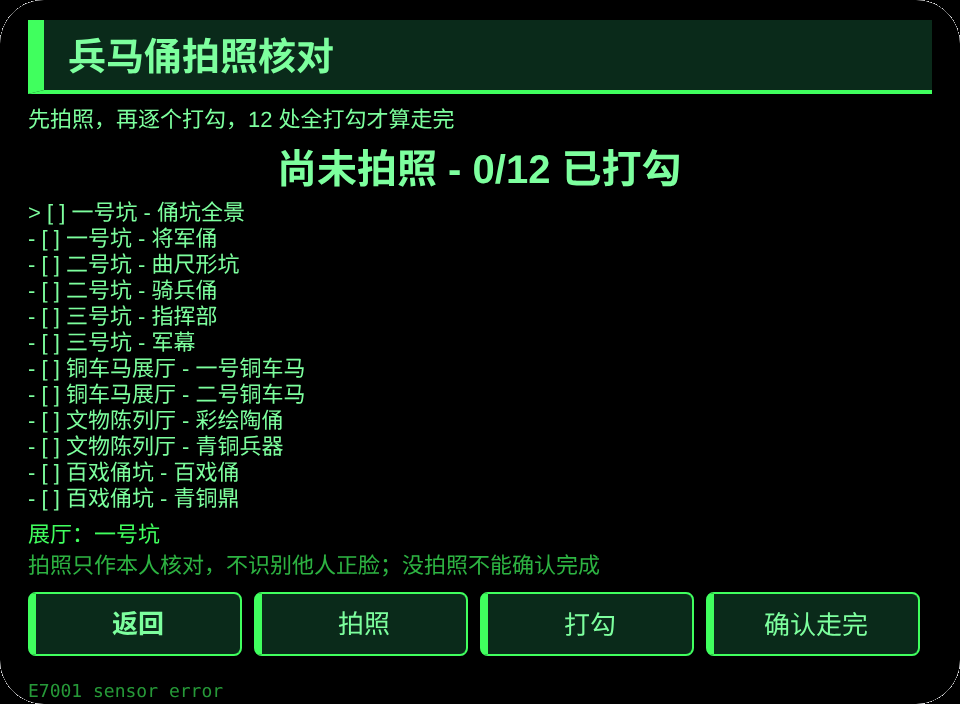 兵马俑拍照核对
先拍照，再逐个打勾，12 处全打勾才算走完
尚未拍照 - 0/12 已打勾
> [ ] 一号坑 - 俑坑全景
- [ ] 一号坑 - 将军俑
- [ ] 二号坑 - 曲尺形坑
- [ ] 二号坑 - 骑兵俑
- [ ] 三号坑 - 指挥部
- [ ] 三号坑 - 军幕
- [ ] 铜车马展厅 - 一号铜车马
- [ ] 铜车马展厅 - 二号铜车马
- [ ] 文物陈列厅 - 彩绘陶俑
- [ ] 文物陈列厅 - 青铜兵器
- [ ] 百戏俑坑 - 百戏俑
- [ ] 百戏俑坑 - 青铜鼎
展厅：一号坑
拍照只作本人核对，不识别他人正脸；没拍照不能确认完成
返回
拍照
打勾
确认走完
E7001 sensor error